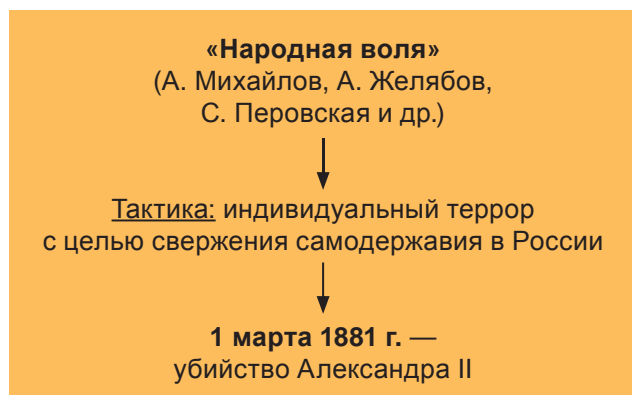 «Народная воля»
(А. Михайлов, А. Желябов,
С. Перовская и др.)
Тактика: индивидуальный террор
с целью свержения самодержавия в России
1 марта 1881 г. —
убийство Александра II